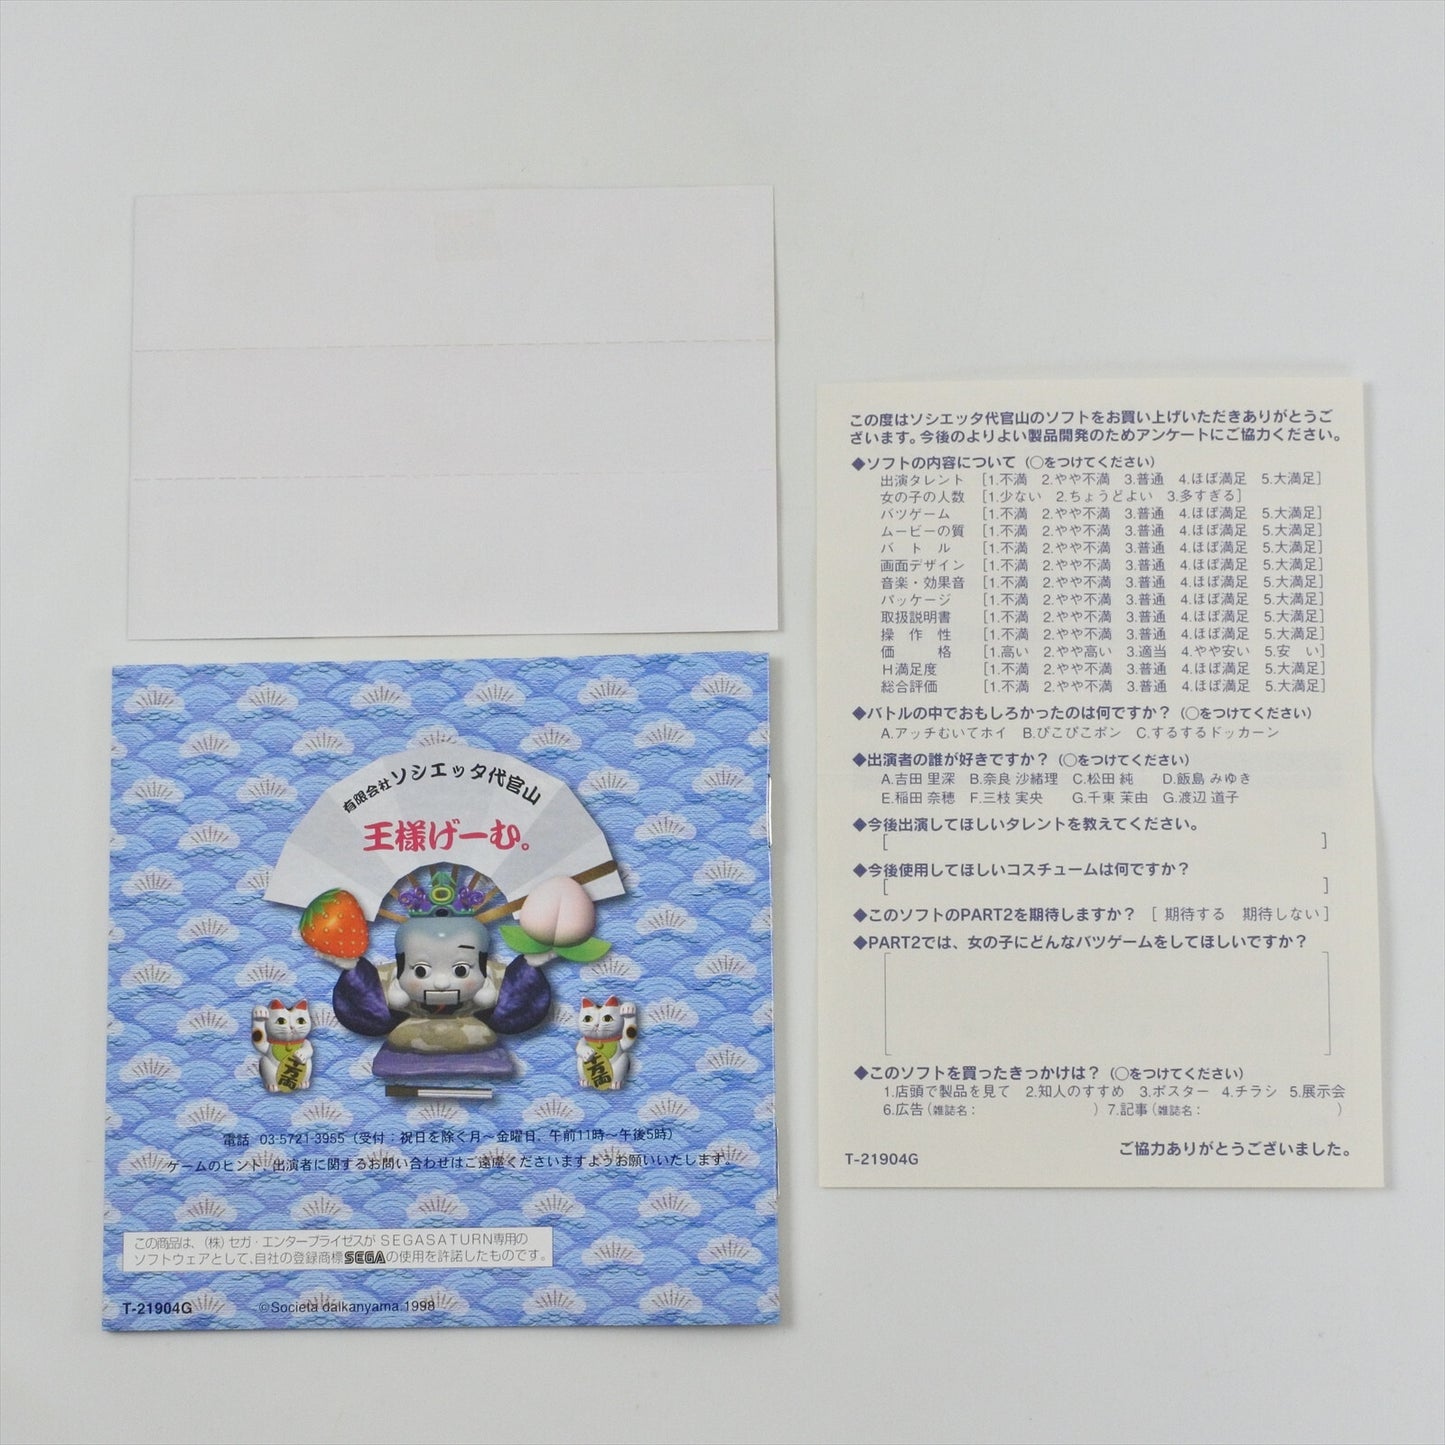 有限会社ソシエッタ代官山
王様げーむ。
千万両
千万両
電話 03-5721-3955（受付：祝日を除く月～金曜日、午前11時～午後5時）
ゲームのヒント、出演者に関するお問い合わせはご遠慮くださいますようお願いいたします。
この商品は、（株）セガ・エンタープライゼスがSEGASATURN専用の
ソフトウェアとして、自社の登録商標SEGAの使用を許諾したものです。
T-21904G ©Societa daikanyama.1998
この度はソシエッタ代官山のソフトをお買い上げいただきありがとうご
ざいます。今後のよりよい製品開発のためアンケートにご協力ください。
◆ソフトの内容について（○をつけてください）
出演タレント [1.不満 2.やや不満 3.普通 4.ほぼ満足 5.大満足]
女の子の人数 [1.少ない 2.ちょうどよい 3.多すぎる]
バツゲーム [1.不満 2.やや不満 3.普通 4.ほぼ満足 5.大満足]
ムービーの質 [1.不満 2.やや不満 3.普通 4.ほぼ満足 5.大満足]
バトル [1.不満 2.やや不満 3.普通 4.ほぼ満足 5.大満足]
画面デザイン [1.不満 2.やや不満 3.普通 4.ほぼ満足 5.大満足]
音楽・効果音 [1.不満 2.やや不満 3.普通 4.ほぼ満足 5.大満足]
パッケージ [1.不満 2.やや不満 3.普通 4.ほぼ満足 5.大満足]
取扱説明書 [1.不満 2.やや不満 3.普通 4.ほぼ満足 5.大満足]
操作性 [1.不満 2.やや不満 3.普通 4.ほぼ満足 5.大満足]
価格 [1.高い 2.やや高い 3.適当 4.やや安い 5.安い]
H満足度 [1.不満 2.やや不満 3.普通 4.ほぼ満足 5.大満足]
総合評価 [1.不満 2.やや不満 3.普通 4.ほぼ満足 5.大満足]
◆バトルの中でおもしろかったのは何ですか？（○をつけてください）
A.アッチむいてホイ B.ぴこぴこポン C.するするドッカーン
◆出演者の誰が好きですか？（○をつけてください）
A.吉田 里深 B.奈良 沙緒理 C.松田 純 D.飯島 みゆき
E.稲田 奈穂 F.三枝 実央 G.千東 茉由 G.渡辺 道子
◆今後出演してほしいタレントを教えてください。
[ ]
◆今後使用してほしいコスチュームは何ですか？
[ ]
◆このソフトのPART2を期待しますか？ [ 期待する 期待しない ]
◆PART2では、女の子にどんなバツゲームをしてほしいですか？
◆このソフトを買ったきっかけは？（○をつけてください）
1.店頭で製品を見て 2.知人のすすめ 3.ポスター 4.チラシ 5.展示会
6.広告（雑誌名： ）7.記事（雑誌名： ）
ご協力ありがとうございました。
T-21904G